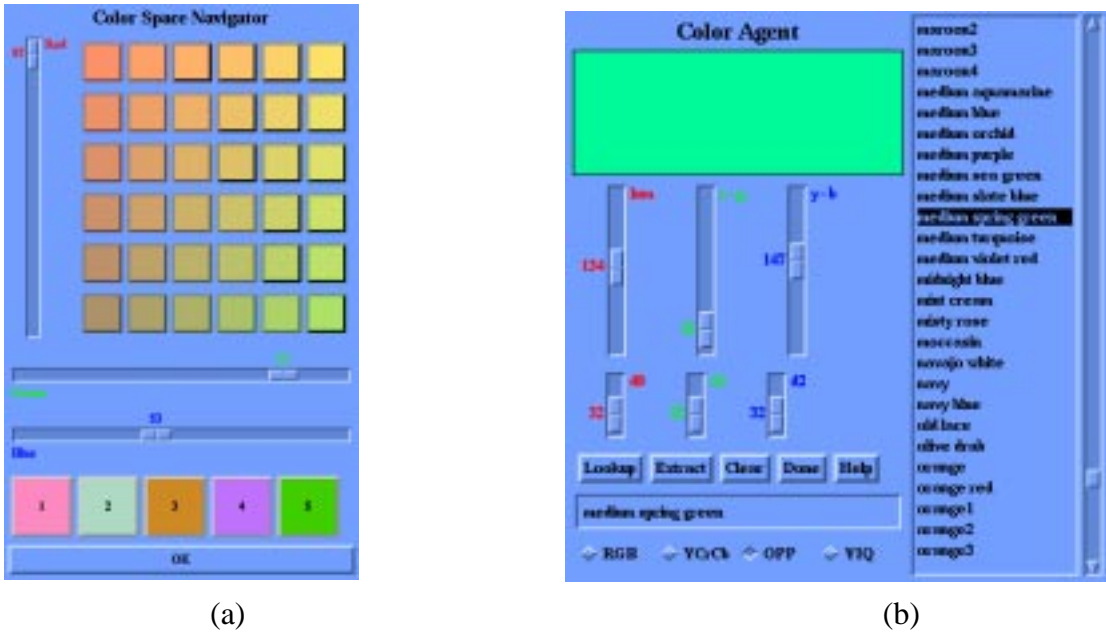 Color Space Navigator
Red
1
2
3
4
5
Blue
OK
(a)
Color Agent
y-b
124
147
40
42
32
32
Lookup
Extract
Clear
Done
Help
medium spring green
RGB
YCrCb
OPP
YIQ
maroon2
maroon3
maroon4
medium aquamarine
medium blue
medium orchid
medium purple
medium sea green
medium slate blue
medium spring green
medium turquoise
medium violet red
midnight blue
mint cream
misty rose
moccasin
navajo white
navy
navy blue
old lace
olive drab
orange
orange red
orange1
orange2
orange3
(b)